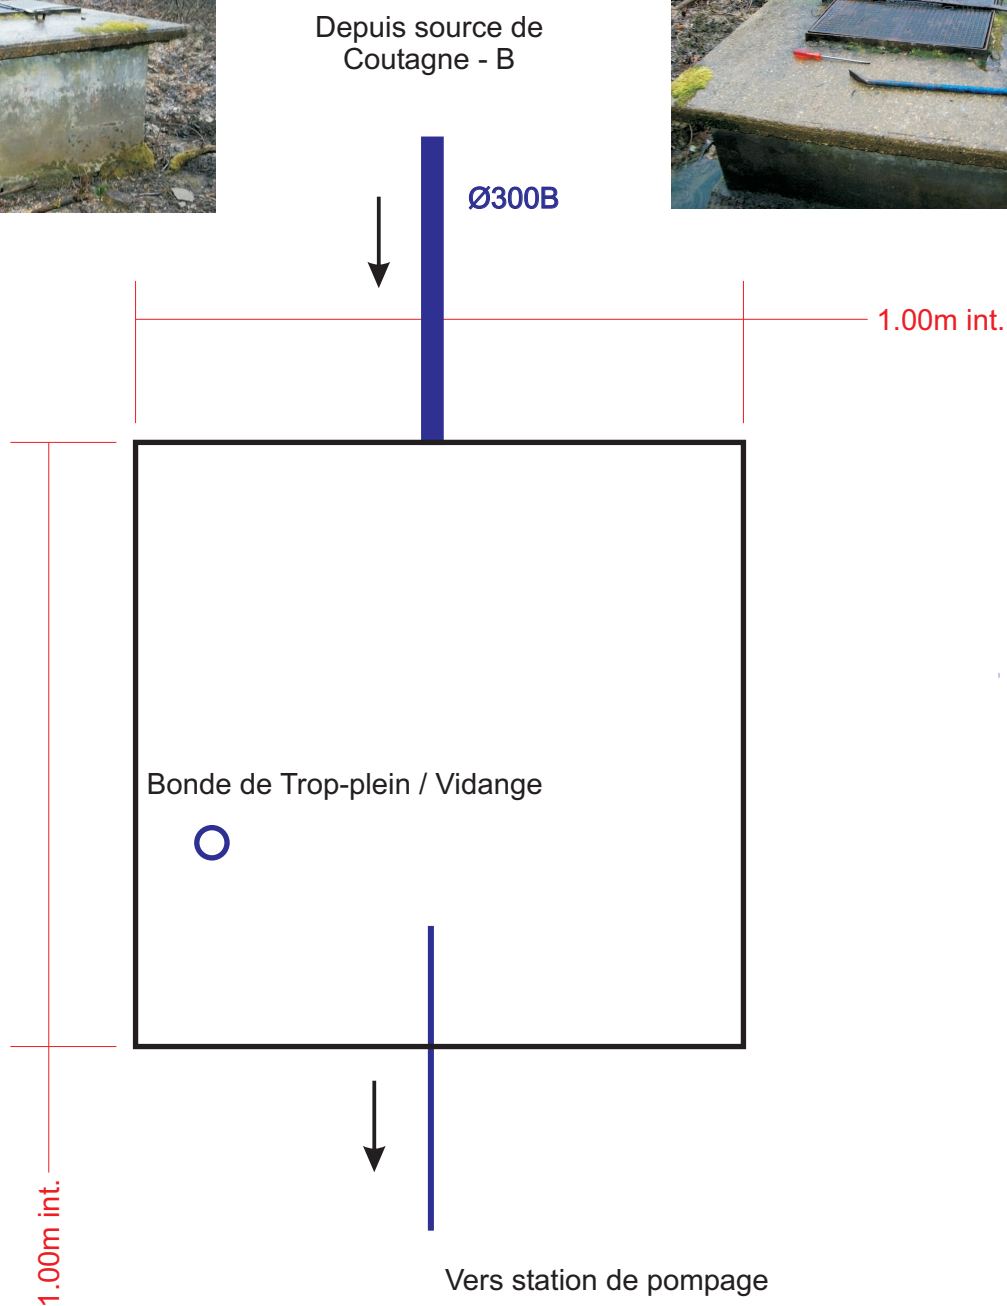 Depuis source de
Coutagne - B
Ø300B
1.00m int.
Bonde de Trop-plein / Vidange
1.00m int.
Vers station de pompage